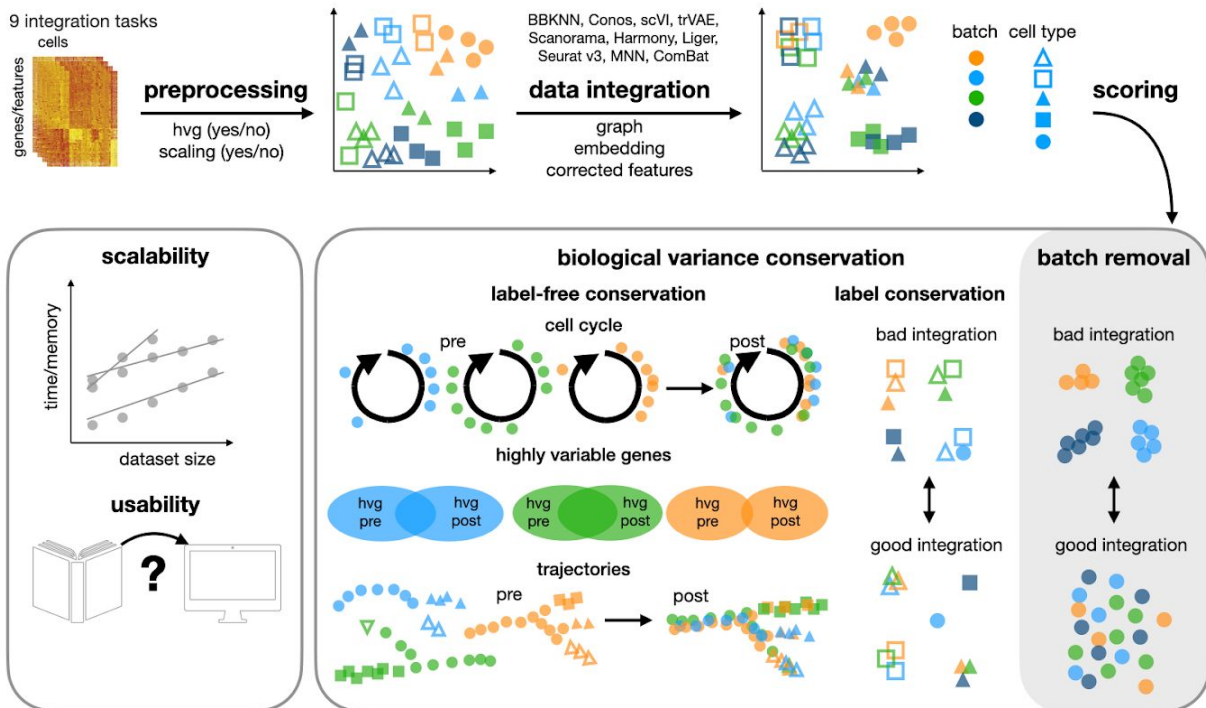 9 integration tasks
cells
genes/features
preprocessing
hvg (yes/no)
scaling (yes/no)
BBKNN, Conos, scVI, trVAE,
Scanorama, Harmony, Liger,
Seurat v3, MNN, ComBat
data integration
graph
embedding
corrected features
batch
cell type
scoring
scalability
time/memory
dataset size
usability
?
biological variance conservation
label-free conservation
cell cycle
pre
post
highly variable genes
hvg
pre
hvg
post
hvg
pre
hvg
post
hvg
pre
hvg
post
trajectories
pre
post
label conservation
bad integration
good integration
batch removal
bad integration
good integration